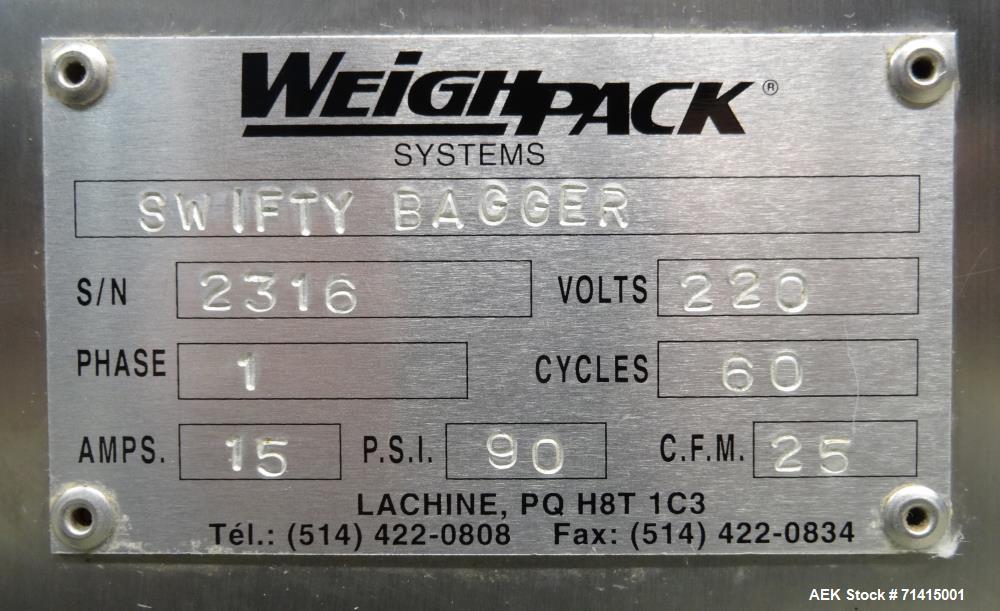 WEIGHPACK®
SYSTEMS
SWIFTY BAGGER
S/N 2316 VOLTS 220
PHASE 1 CYCLES 60
AMPS. 15 P.S.I. 90 C.F.M. 25
LACHINE, PQ H8T 1C3
Tél.: (514) 422-0808 Fax: (514) 422-0834
AEK Stock # 71415001